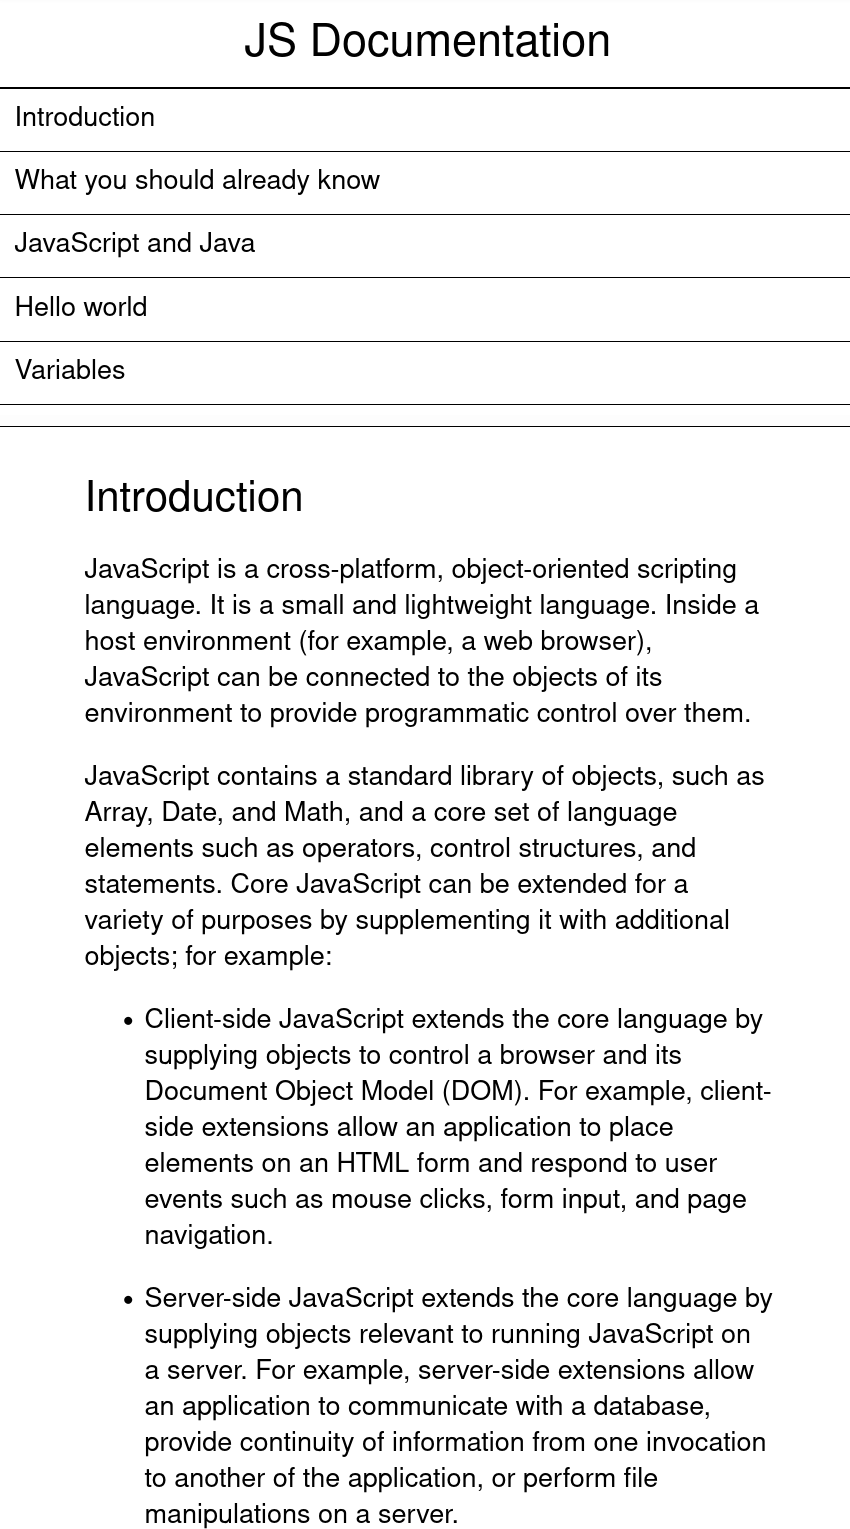 JS Documentation
Introduction
What you should already know
JavaScript and Java
Hello world
Variables
Introduction
JavaScript is a cross-platform, object-oriented scripting
language. It is a small and lightweight language. Inside a
host environment (for example, a web browser),
JavaScript can be connected to the objects of its
environment to provide programmatic control over them.
JavaScript contains a standard library of objects, such as
Array, Date, and Math, and a core set of language
elements such as operators, control structures, and
statements. Core JavaScript can be extended for a
variety of purposes by supplementing it with additional
objects; for example:
• Client-side JavaScript extends the core language by
supplying objects to control a browser and its
Document Object Model (DOM). For example, client-
side extensions allow an application to place
elements on an HTML form and respond to user
events such as mouse clicks, form input, and page
navigation.
• Server-side JavaScript extends the core language by
supplying objects relevant to running JavaScript on
a server. For example, server-side extensions allow
an application to communicate with a database,
provide continuity of information from one invocation
to another of the application, or perform file
manipulations on a server.